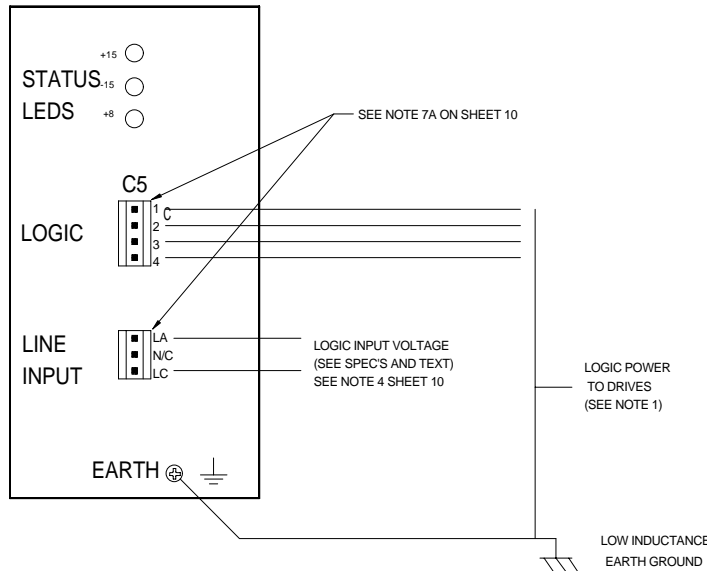 +15
STATUS -15
LEDS +8
SEE NOTE 7A ON SHEET 10
C5
LOGIC
1 C
2
3
4
LINE
INPUT
LA
N/C
LC
LOGIC INPUT VOLTAGE
(SEE SPEC'S AND TEXT)
SEE NOTE 4 SHEET 10
LOGIC POWER
TO DRIVES
(SEE NOTE 1)
EARTH
LOW INDUCTANCE
EARTH GROUND